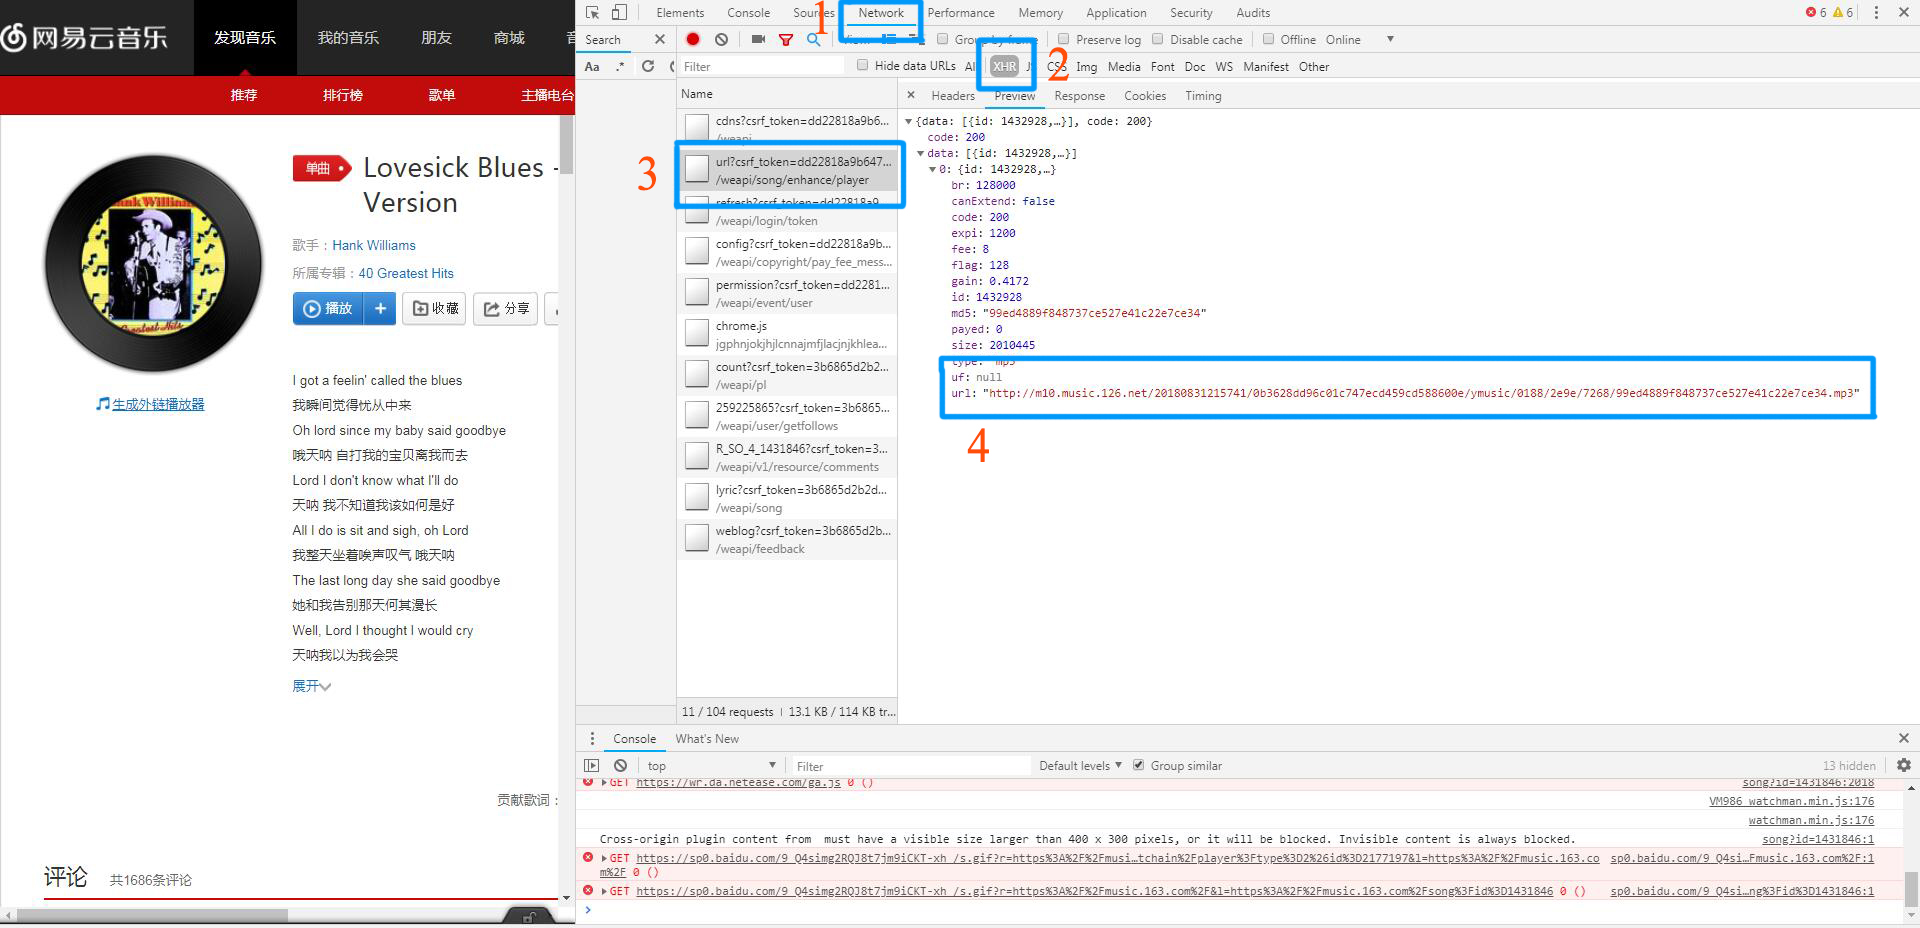 网易云音乐
发现音乐
我的音乐
朋友
商城
推荐
排行榜
歌单
主播电台
单曲
Lovesick Blues -
Version
歌手：Hank Williams
所属专辑：40 Greatest Hits
播放
+
收藏
分享
生成外链播放器
I got a feelin' called the blues
我瞬间觉得忧从中来
Oh lord since my baby said goodbye
哦天呐 自打我的宝贝离我而去
Lord I don't know what I'll do
天呐 我不知道我该如何是好
All I do is sit and sigh, oh Lord
我整天坐着唉声叹气 哦天呐
The last long day she said goodbye
她和我告别那天何其漫长
Well, Lord I thought I would cry
天呐我以为我会哭
展开
贡献歌词：
评论 共1686条评论
Elements Console Sources Network Performance Memory Application Security Audits
6 6
1
Search
Group by frame Preserve log Disable cache Offline Online
Aa .*
Filter
Hide data URLs All XHR JS CSS Img Media Font Doc WS Manifest Other
2
Name
Headers Preview Response Cookies Timing
cdns?csrf_token=dd22818a9b6...
/weapi
3
url?csrf_token=dd22818a9b647...
/weapi/song/enhance/player
refresh?csrf_token=dd22818a9...
/weapi/login/token
config?csrf_token=dd22818a9b...
/weapi/copyright/pay_fee_mess...
permission?csrf_token=dd2281...
/weapi/event/user
chrome.js
jgphnjokjhjlcnnajmfjlacjnjkhlea...
count?csrf_token=3b6865d2b2...
/weapi/pl
259225865?csrf_token=3b6865...
/weapi/user/getfollows
R_SO_4_1431846?csrf_token=3...
/weapi/v1/resource/comments
lyric?csrf_token=3b6865d2b2d...
/weapi/song
weblog?csrf_token=3b6865d2b...
/weapi/feedback
11 / 104 requests | 13.1 KB / 114 KB tr...
{data: [{id: 1432928,…}], code: 200}
code: 200
data: [{id: 1432928,…}]
0: {id: 1432928,…}
br: 128000
canExtend: false
code: 200
expi: 1200
fee: 8
flag: 128
gain: 0.4172
id: 1432928
md5: "99ed4889f848737ce527e41c22e7ce34"
payed: 0
size: 2010445
type: "mp3"
uf: null
url: "http://m10.music.126.net/20180831215741/0b3628dd96c01c747ecd459cd588600e/ymusic/0188/2e9e/7268/99ed4889f848737ce527e41c22e7ce34.mp3"
4
Console What's New
top
Filter
Default levels
Group similar
13 hidden
GET https://wr.da.netease.com/ga.js 0 () song?id=1431846:2018
VM986 watchman.min.js:176
watchman.min.js:176
Cross-origin plugin content from must have a visible size larger than 400 x 300 pixels, or it will be blocked. Invisible content is always blocked. song?id=1431846:1
GET https://sp0.baidu.com/9_Q4simg2RQJ8t7jm9iCKT-xh_/s.gif?r=https%3A%2F%2Fmusi…tchain%2Fplayer%3Ftype%3D2%26id%3D2177197&l=https%3A%2F%2Fmusic.163.co sp0.baidu.com/9_Q4si…Fmusic.163.com%2F:1
m%2F 0 ()
GET https://sp0.baidu.com/9_Q4simg2RQJ8t7jm9iCKT-xh_/s.gif?r=https%3A%2F%2Fmusic.163.com%2F&l=https%3A%2F%2Fmusic.163.com%2Fsong%3Fid%3D1431846 0 () sp0.baidu.com/9_Q4si…ng%3Fid%3D1431846:1